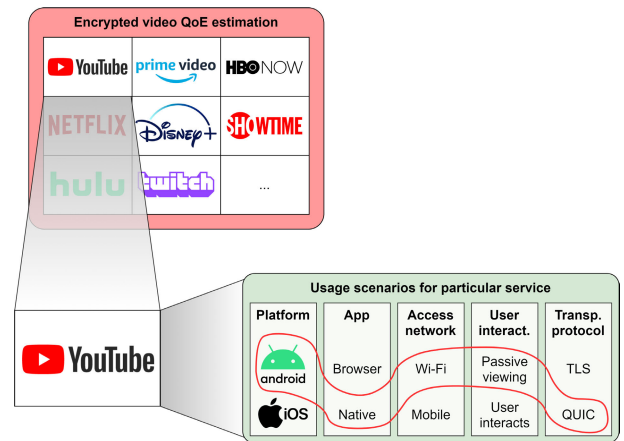 Encrypted video QoE estimation
YouTube prime video HBO NOW
NETFLIX Disney+ SHOWTIME
hulu twitch ...
YouTube
Usage scenarios for particular service
Platform App Access network User interact. Transp. protocol
android Browser Wi-Fi Passive viewing TLS
iOS Native Mobile User interacts QUIC